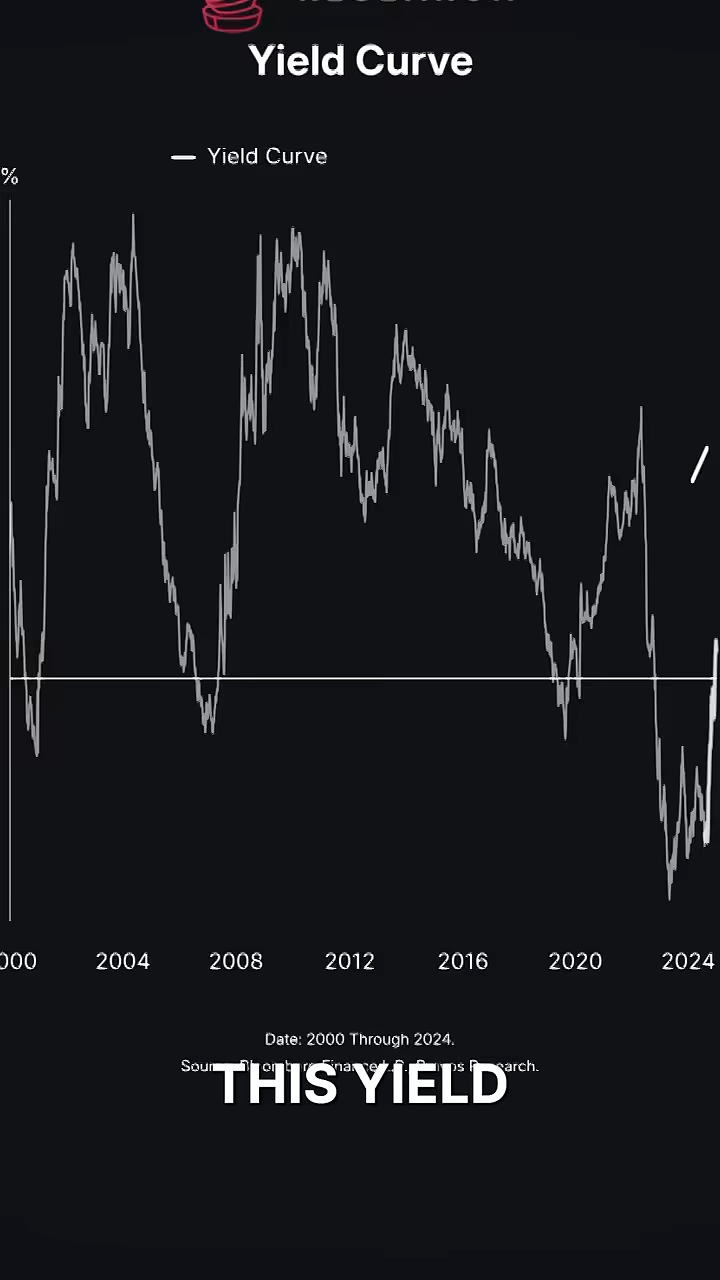 Yield Curve
Yield Curve
%
000 2004 2008 2012 2016 2020 2024
Date: 2000 Through 2024.
THIS YIELD